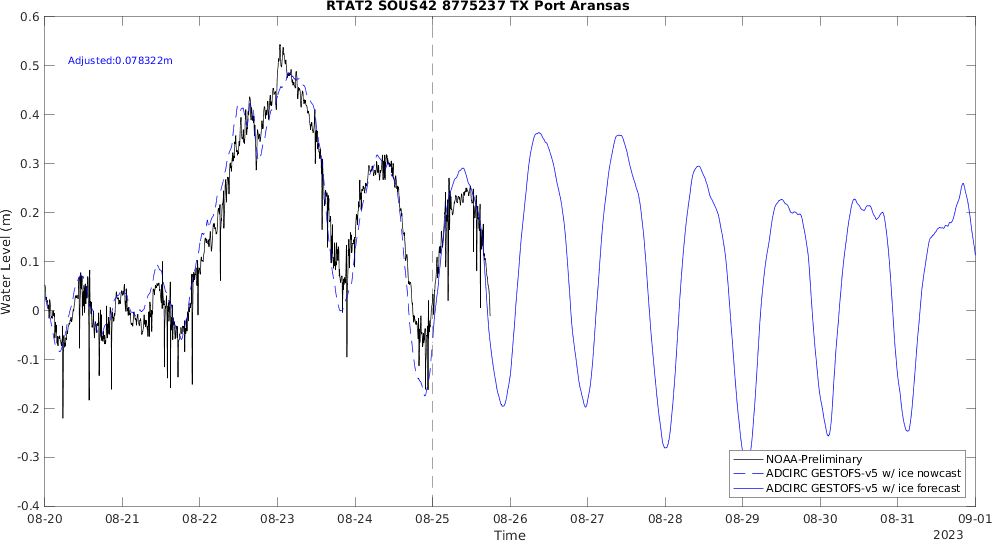 RTAT2 SOUS42 8775237 TX Port Aransas
Adjusted:0.078322m
Water Level (m)
0.6
0.5
0.4
0.3
0.2
0.1
0
-0.1
-0.2
-0.3
-0.4
NOAA-Preliminary
ADCIRC GESTOFS-v5 w/ ice nowcast
ADCIRC GESTOFS-v5 w/ ice forecast
08-20 08-21 08-22 08-23 08-24 08-25 08-26 08-27 08-28 08-29 08-30 08-31 09-01
Time
2023